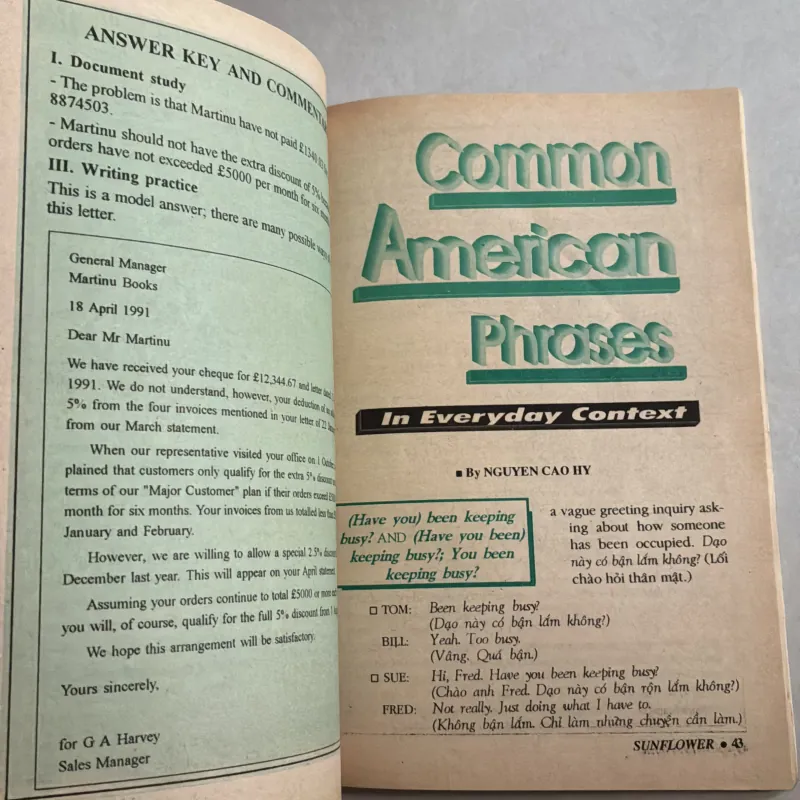 ANSWER KEY AND COMMENTA
I. Document study
- The problem is that Martinu have not paid £1340.
8874503.
- Martinu should not have the extra discount of 5%
orders have not exceeded £5000 per month for six
III. Writing practice
This is a model answer; there are many possible ways
this letter.
General Manager
Martinu Books
18 April 1991
Dear Mr Martinu
We have received your cheque for £12,344.67 and letter
1991. We do not understand, however, your deduction of
5% from the four invoices mentioned in your letter of 22
from our March statement.
When our representative visited your office on 1
plained that customers only qualify for the extra 5% discount
terms of our "Major Customer" plan if their orders exceed
month for six months. Your invoices from us totalled less than
January and February.
However, we are willing to allow a special 2.5%
December last year. This will appear on your April statement.
Assuming your orders continue to total £5000 or more
you will, of course, qualify for the full 5% discount from 1
We hope this arrangement will be satisfactory.
Yours sincerely,
for G A Harvey
Sales Manager
Common
American
Phrases
In Everyday Context
■ By NGUYEN CAO HY
(Have you) been keeping
busy? AND (Have you been)
keeping busy?; You been
keeping busy?
a vague greeting inquiry ask-
ing about how someone
has been occupied. Dạo
này có bận lắm không? (Lối
chào hỏi thân mật.)
□ TOM: Been keeping busy?
(Dạo này có bận lắm không?)
BILL: Yeah. Too busy.
(Vâng. Quá bận.)
□ SUE: Hi, Fred. Have you been keeping busy?
(Chào anh Fred. Dạo này có bận rộn lắm không?)
FRED: Not really. Just doing what I have to.
(Không bận lắm. Chỉ làm những chuyện cần làm.)
SUNFLOWER ● 43